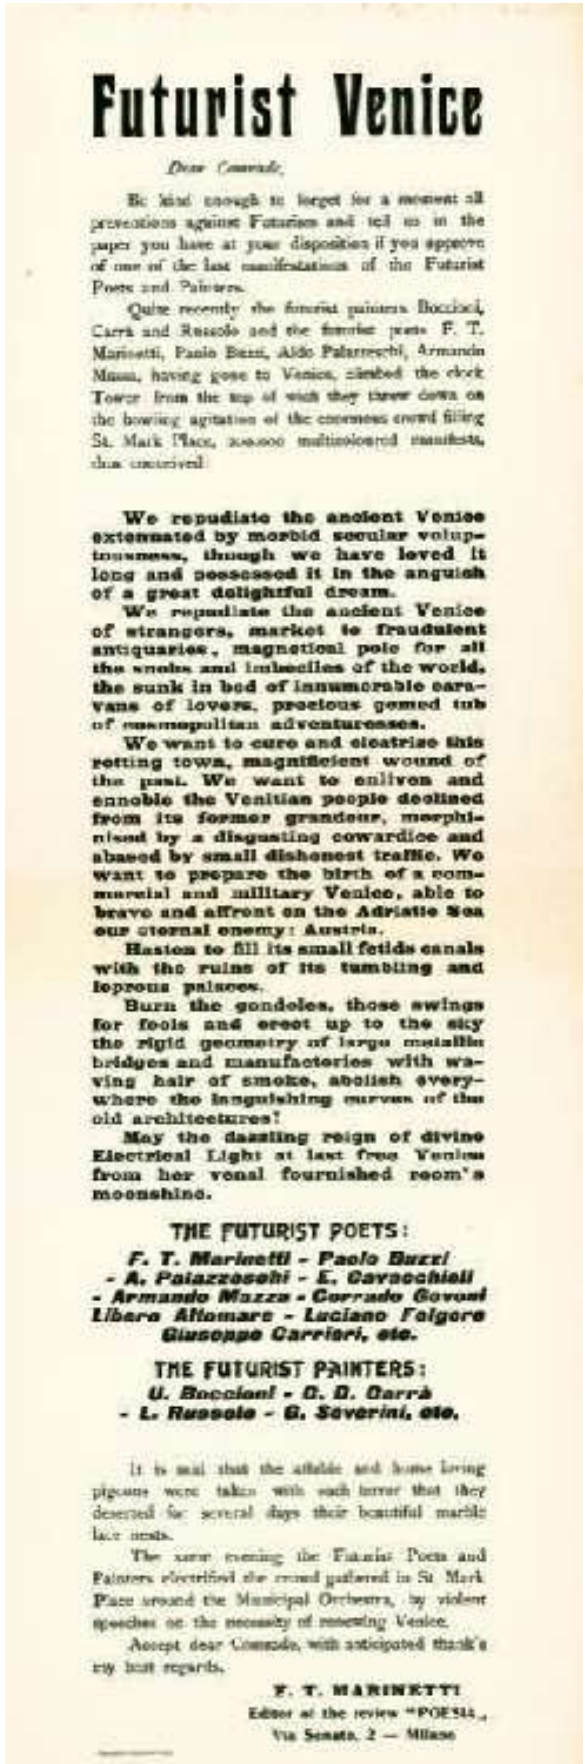 Futurist Venice
Dear Comrade,
Be kind enough to forget for a moment all
preventions against Futurism and tell us in the
paper you have at your disposition if you approve
of one of the last manifestations of the Futurist
Poets and Painters.
Quite recently the futurist painters Boccioni,
Carrà and Russolo and the futurist poets F. T.
Marinetti, Paolo Buzzi, Aldo Palazzeschi, Armando
Mazza, having gone to Venice, climbed the clock
Tower from the top of wich they threw down on
the howling agitation of the enormous crowd filling
St. Mark Place, 200.000 multicoloured manifests,
thus conceived:
We repudiate the ancient Venice
extenuated by morbid secular volup-
tousness, though we have loved it
long and possessed it in the anguish
of a great delightful dream.
We repudiate the ancient Venice
of strangers, market to fraudulent
antiquaries, magnetical pole for all
the snobs and imbeciles of the world,
the sunk in bed of innumerable cara-
vans of lovers, precious gemed tub
of cosmopolitan adventuresses.
We want to cure and cicatrize this
rotting town, magnificient wound of
the past. We want to enliven and
ennoble the Venitian people declined
from its former grandeur, morphi-
nised by a disgusting cowardice and
abased by small dishonest traffic. We
want to prepare the birth of a com-
mercial and military Venice, able to
brave and affront on the Adriatic Sea
our eternal enemy: Austria.
Hasten to fill its small fetids canals
with the ruins of its tumbling and
leprous palaces.
Burn the gondoles, those swings
for fools and erect up to the sky
the rigid geometry of large metallic
bridges and manufactories with wa-
ving hair of smoke, abolish every-
where the languishing curves of the
old architectures!
May the dazzling reign of divine
Electrical Light at last free Venice
from her venal fournished room's
moonshine.
THE FUTURIST POETS:
F. T. Marinetti - Paolo Buzzi
- A. Palazzeschi - E. Cavacchioli
- Armando Mazza - Corrado Govoni
Libero Altomare - Luciano Folgore
Giuseppe Carrieri, etc.
THE FUTURIST PAINTERS:
U. Boccioni - C. D. Carrà
- L. Russolo - G. Severini, etc.
It is said that the affable and home loving
pigeons were taken with such terror that they
deserted for several days their beautiful marble
lace nests.
The same evening the Futurist Poets and
Painters electrified the crowd gathered in St. Mark
Place around the Municipal Orchestra, by violent
speeches on the necessity of renewing Venice.
Accept dear Comrade, with anticipated thank's
my best regards.
F. T. MARINETTI
Editor of the review "POESIA„
Via Senato, 2 — Milano